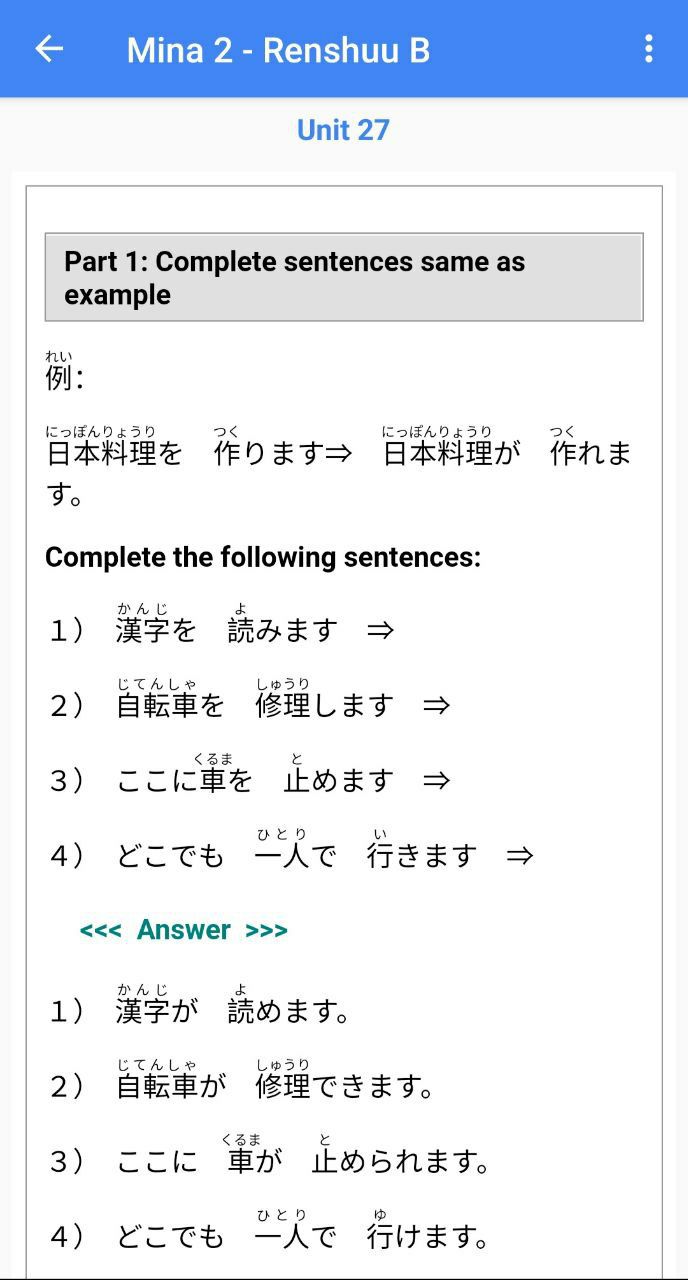 Mina 2 - Renshuu B
Unit 27
Part 1: Complete sentences same as
example
れい
例：
にっぽんりょうり つく にっぽんりょうり つく
日本料理を 作ります⇒ 日本料理が 作れま
す。
Complete the following sentences:
かんじ よ
１） 漢字を 読みます ⇒
じてんしゃ しゅうり
２） 自転車を 修理します ⇒
くるま と
３） ここに車を 止めます ⇒
ひとり い
４） どこでも 一人で 行きます ⇒
<<< Answer >>>
かんじ よ
１） 漢字が 読めます。
じてんしゃ しゅうり
２） 自転車が 修理できます。
くるま と
３） ここに 車が 止められます。
ひとり ゆ
４） どこでも 一人で 行けます。